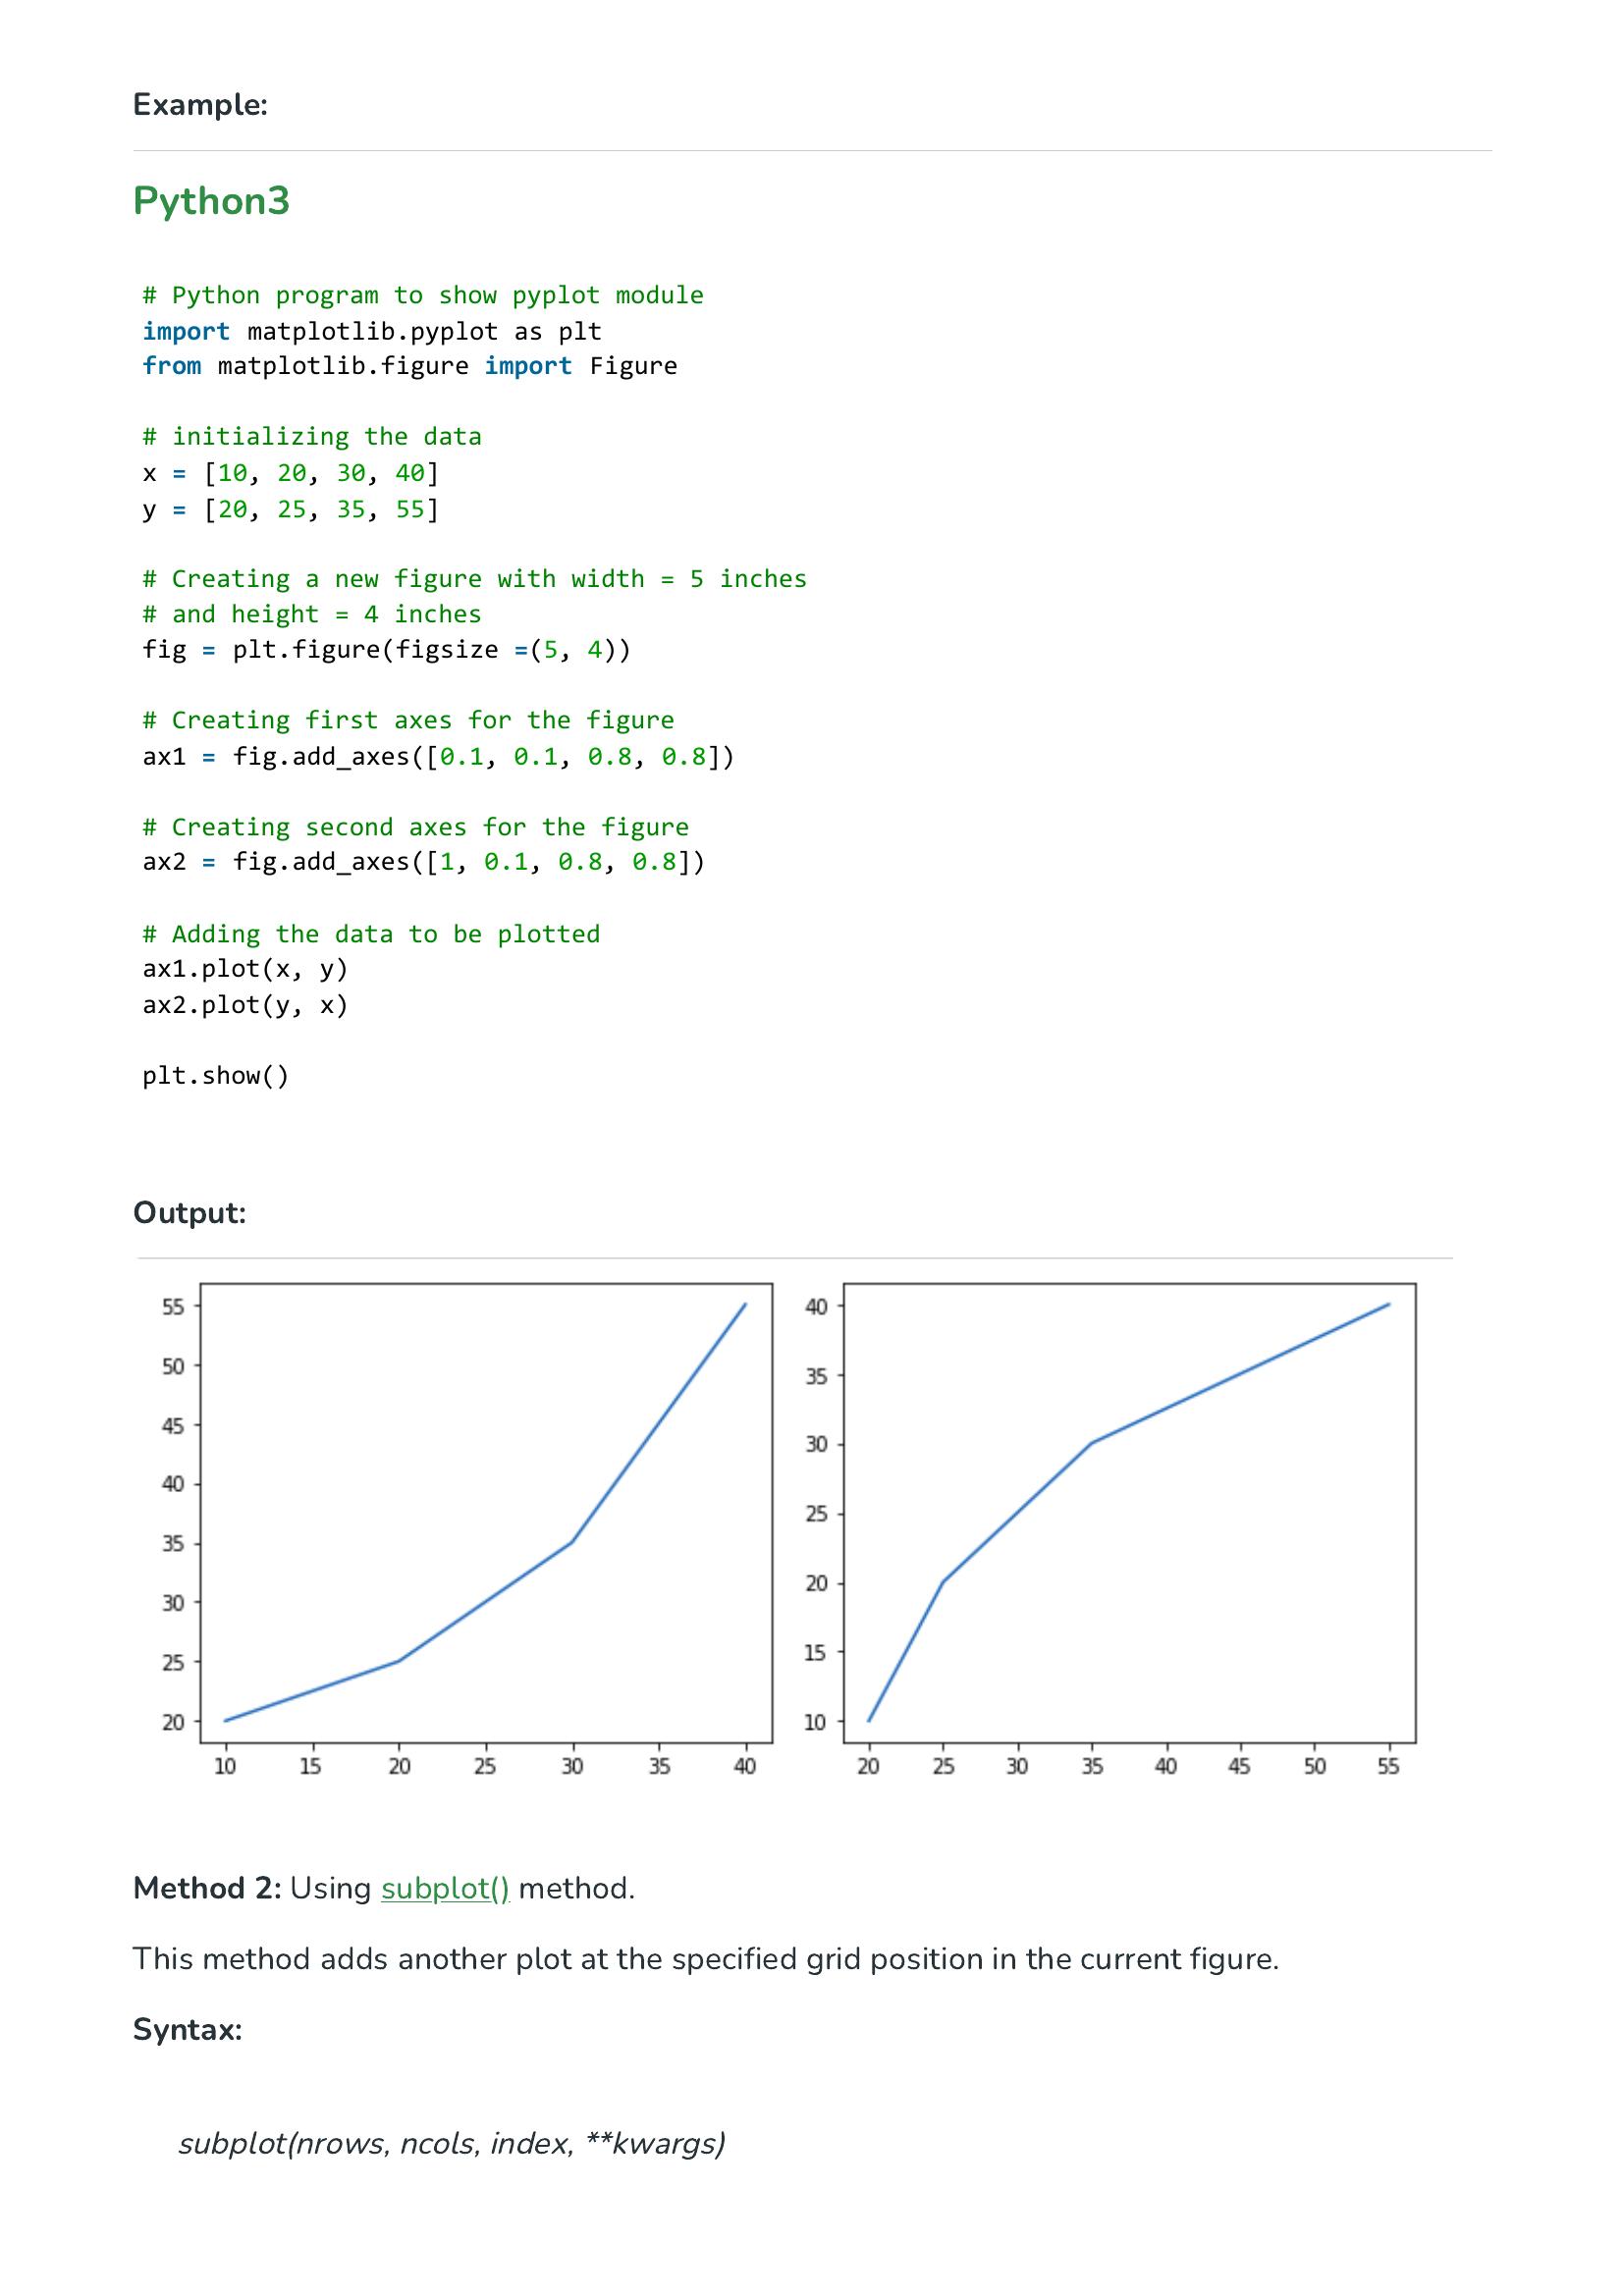 Example:
Python3
# Python program to show pyplot module
import matplotlib.pyplot as plt
from matplotlib.figure import Figure
# initializing the data
x = [10, 20, 30, 40]
y = [20, 25, 35, 55]
# Creating a new figure with width = 5 inches
# and height = 4 inches
fig = plt.figure(figsize =(5, 4))
# Creating first axes for the figure
ax1 = fig.add_axes([0.1, 0.1, 0.8, 0.8])
# Creating second axes for the figure
ax2 = fig.add_axes([1, 0.1, 0.8, 0.8])
# Adding the data to be plotted
ax1.plot(x, y)
ax2.plot(y, x)
plt.show()
Output:
55
50
45
40
35
30
25
20
10 15 20 25 30 35 40
40
35
30
25
20
15
10
20 25 30 35 40 45 50 55
Method 2: Using subplot() method.
This method adds another plot at the specified grid position in the current figure.
Syntax:
subplot(nrows, ncols, index, **kwargs)